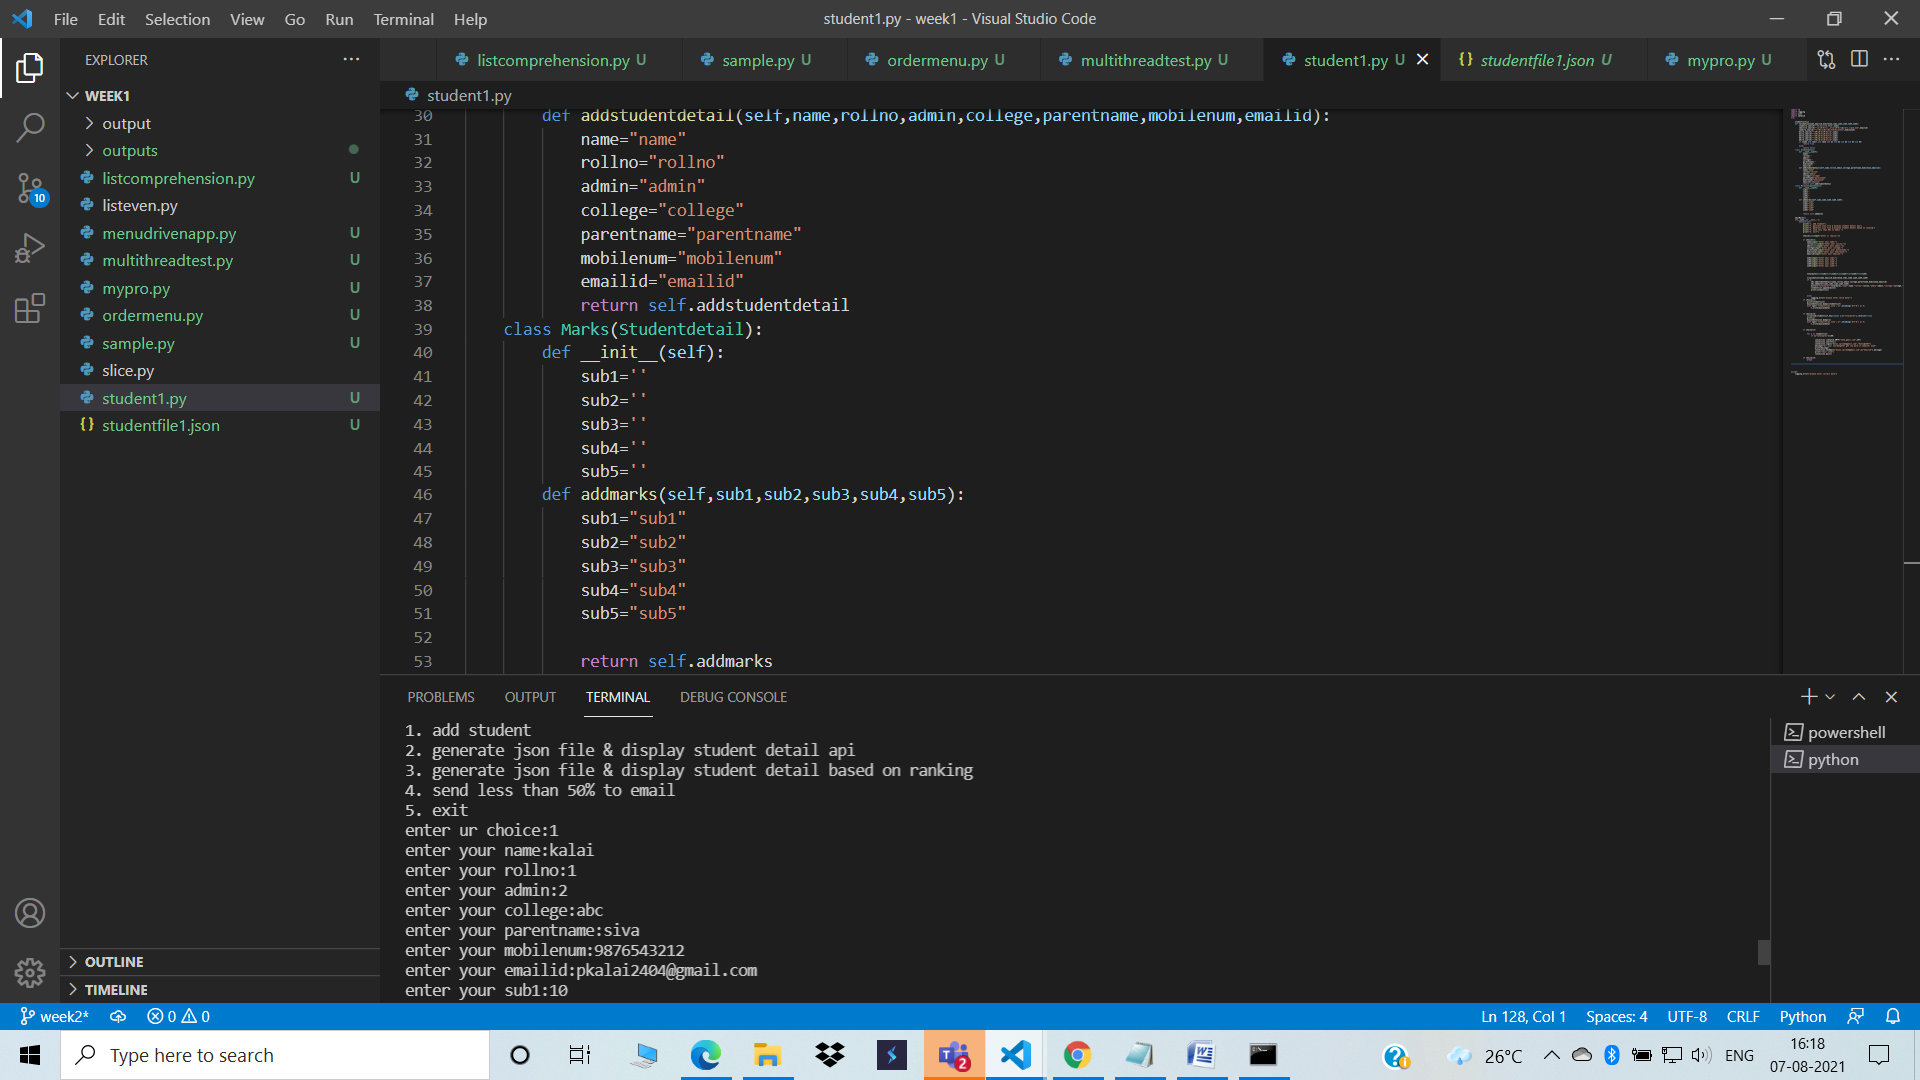 File Edit Selection View Go Run Terminal Help
student1.py - week1 - Visual Studio Code
EXPLORER
WEEK1
output
outputs
listcomprehension.py U
listeven.py
menudrivenapp.py U
multithreadtest.py U
mypro.py U
ordermenu.py U
sample.py U
slice.py
student1.py U
studentfile1.json U
OUTLINE
TIMELINE
10
listcomprehension.py U sample.py U ordermenu.py U multithreadtest.py U student1.py U studentfile1.json U mypro.py U
student1.py
30 def addstudentdetail(self,name,rollno,admin,college,parentname,mobilenum,emailid):
31 name="name"
32 rollno="rollno"
33 admin="admin"
34 college="college"
35 parentname="parentname"
36 mobilenum="mobilenum"
37 emailid="emailid"
38 return self.addstudentdetail
39 class Marks(Studentdetail):
40 def __init__(self):
41 sub1=''
42 sub2=''
43 sub3=''
44 sub4=''
45 sub5=''
46 def addmarks(self,sub1,sub2,sub3,sub4,sub5):
47 sub1="sub1"
48 sub2="sub2"
49 sub3="sub3"
50 sub4="sub4"
51 sub5="sub5"
52
53 return self.addmarks
PROBLEMS OUTPUT TERMINAL DEBUG CONSOLE
1. add student
2. generate json file & display student detail api
3. generate json file & display student detail based on ranking
4. send less than 50% to email
5. exit
enter ur choice:1
enter your name:kalai
enter your rollno:1
enter your admin:2
enter your college:abc
enter your parentname:siva
enter your mobilenum:9876543212
enter your emailid:pkalai2404@gmail.com
enter your sub1:10
powershell
python
week2* 0 0
Ln 128, Col 1 Spaces: 4 UTF-8 CRLF Python
Type here to search
2
26°C ENG
16:18
07-08-2021